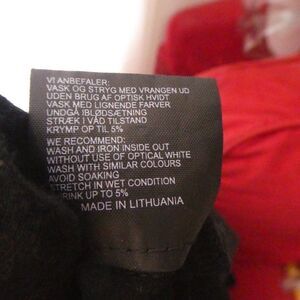 VI ANBEFALER:
VASK OG STRYG MED VRANGEN UD
UDEN BRUG AF OPTISK HVIDT
VASK MED LIGNENDE FARVER
UNDGÅ IBLØDSÆTNING
STRÆK I VÅD TILSTAND
KRYMP OP TIL 5%
WE RECOMMEND:
WASH AND IRON INSIDE OUT
WITHOUT USE OF OPTICAL WHITE
WASH WITH SIMILAR COLOURS
AVOID SOAKING
STRETCH IN WET CONDITION
RINK UP TO 5%
MADE IN LITHUANIA